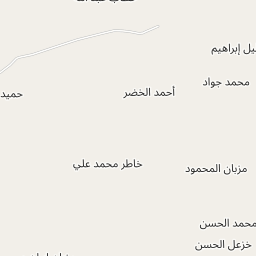 إبراهيم
محمد جواد
أحمد الخضر
حميد
خاطر محمد علي
مزبان المحمود
محمد الحسن
خزعل الحسن